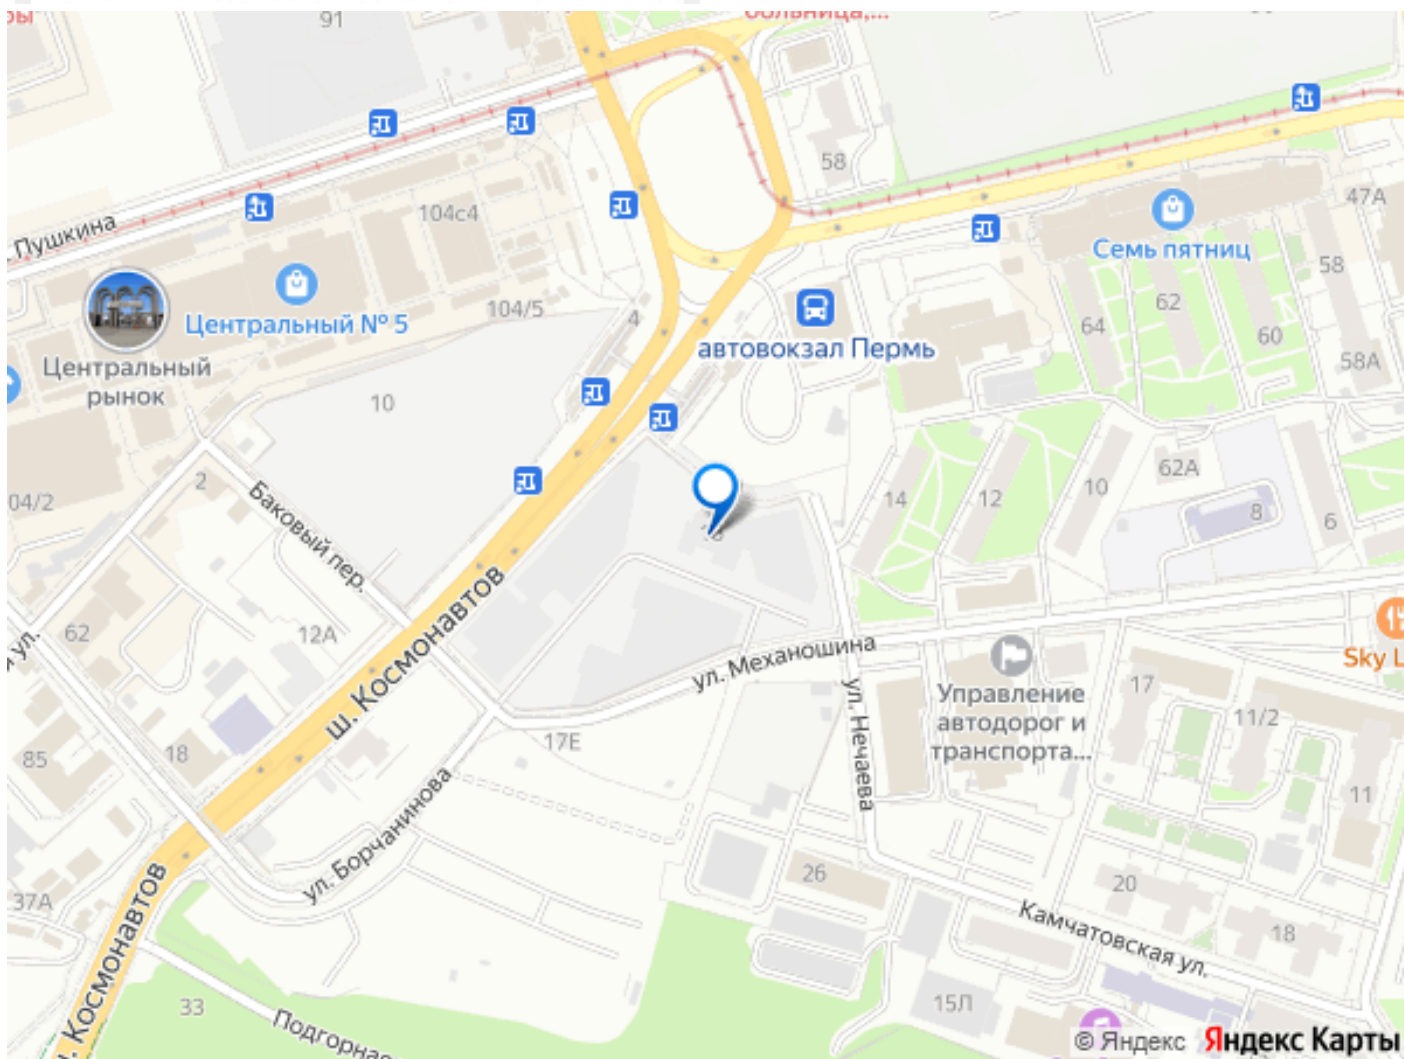 91
58
47А
ул. Пушкина
104с4
Семь пятниц
58
62
64
60
58А
104/5
4
Центральный № 5
автовокзал Пермь
Центральный
рынок
10
2
04/2
Баковый пер.
14
12
10
62А
8
6
ш. Космонавтов
62
12А
ул. Механошина
Sky L
Управление
автодорог и
транспорта...
17
11/2
17Е
85
18
ул. Нечаева
11
ул. Борчанинова
37А
26
20
Камчатовская ул.
18
ш. Космонавтов
33
Подгорная
15Л
© Яндекс Яндекс Карты